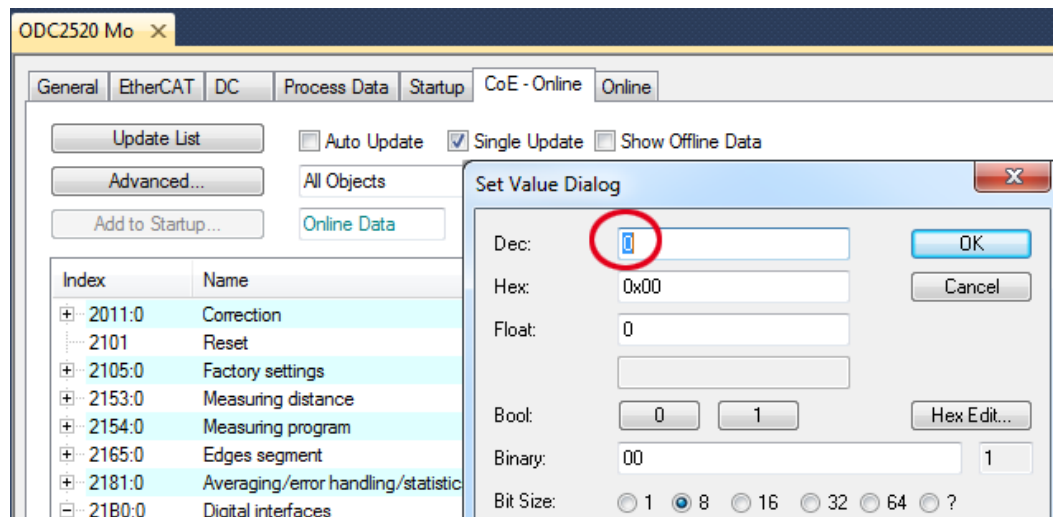 ODC2520 Mo
General EtherCAT DC Process Data Startup CoE - Online Online
Update List Auto Update Single Update Show Offline Data
Advanced... All Objects
Add to Startup... Online Data
Index Name
2011:0 Correction
2101 Reset
2105:0 Factory settings
2153:0 Measuring distance
2154:0 Measuring program
2165:0 Edges segment
2181:0 Averaging/error handling/statistic
21B0:0 Digital interfaces
Set Value Dialog
Dec: 0 OK
Hex: 0x00 Cancel
Float: 0
Bool: 0 1 Hex Edit...
Binary: 00 1
Bit Size: 1 8 16 32 64 ?